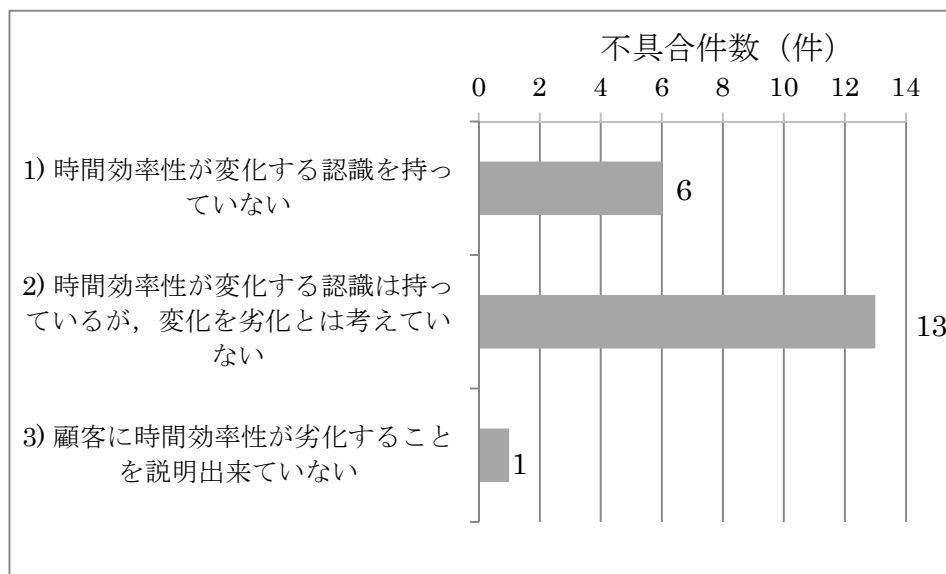 不具合件数（件）
0 2 4 6 8 10 12 14
1) 時間効率性が変化する認識を持っ
ていない
6
2) 時間効率性が変化する認識は持っ
ているが，変化を劣化とは考えてい
ない
13
3) 顧客に時間効率性が劣化すること
を説明出来ていない
1